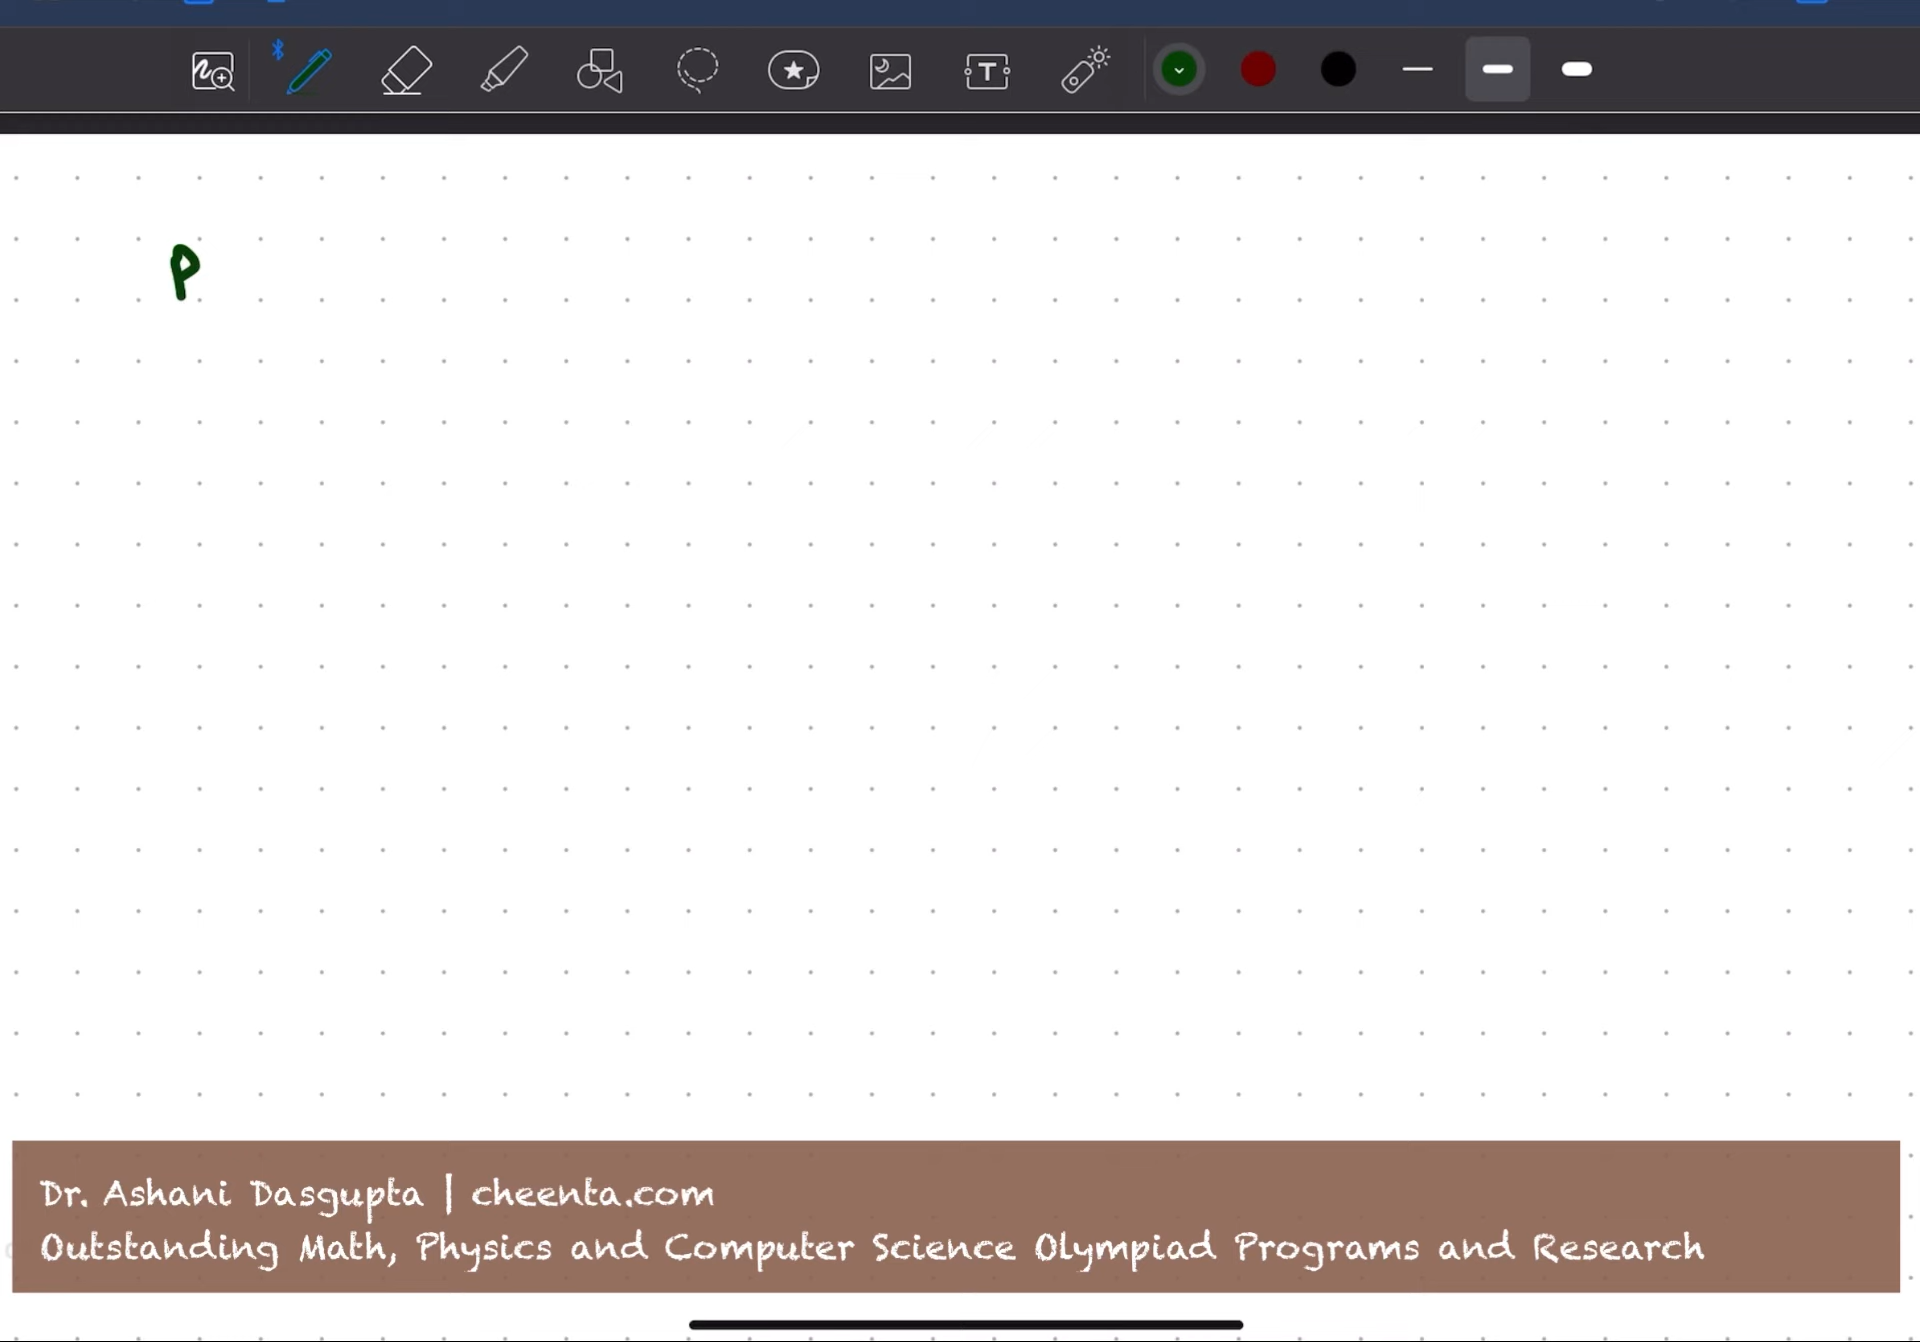 P
Dr. Ashani Dasgupta | cheenta.com
Outstanding Math, Physics and Computer Science Olympiad Programs and Research